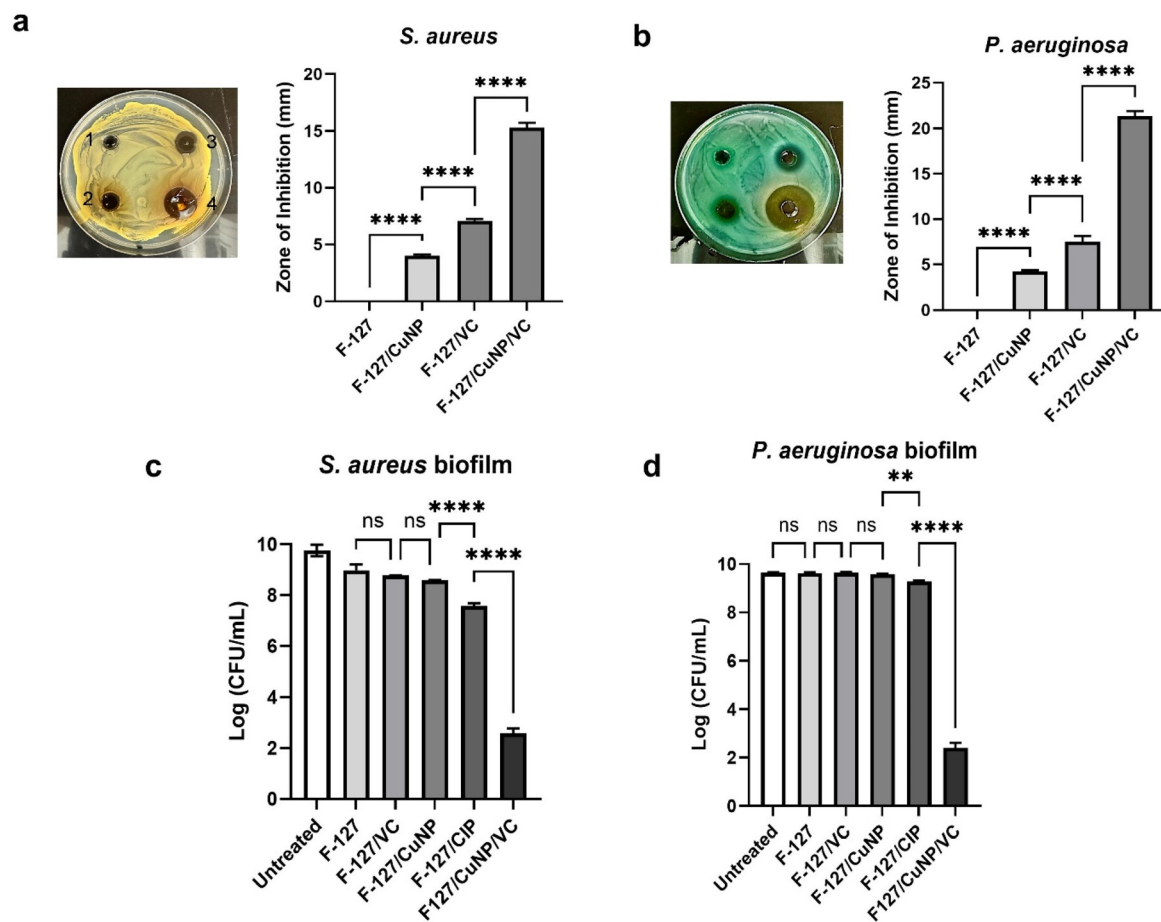 a
S. aureus
Zone of Inhibition (mm)
20
15
10
5
0
****
****
****
F-127
F-127/CuNP
F-127/VC
F-127/CuNP/VC
1
2
3
4
b
P. aeruginosa
Zone of Inhibition (mm)
25
20
15
10
5
0
****
****
****
F-127
F-127/CuNP
F-127/VC
F-127/CuNP/VC
c
S. aureus biofilm
Log (CFU/mL)
10
8
6
4
2
0
ns
ns
****
****
Untreated
F-127
F-127/VC
F-127/CuNP
F-127/CIP
F127/CuNP/VC
d
P. aeruginosa biofilm
Log (CFU/mL)
10
8
6
4
2
0
ns
ns
ns
**
****
Untreated
F-127
F-127/VC
F-127/CuNP
F-127/CIP
F127/CuNP/VC